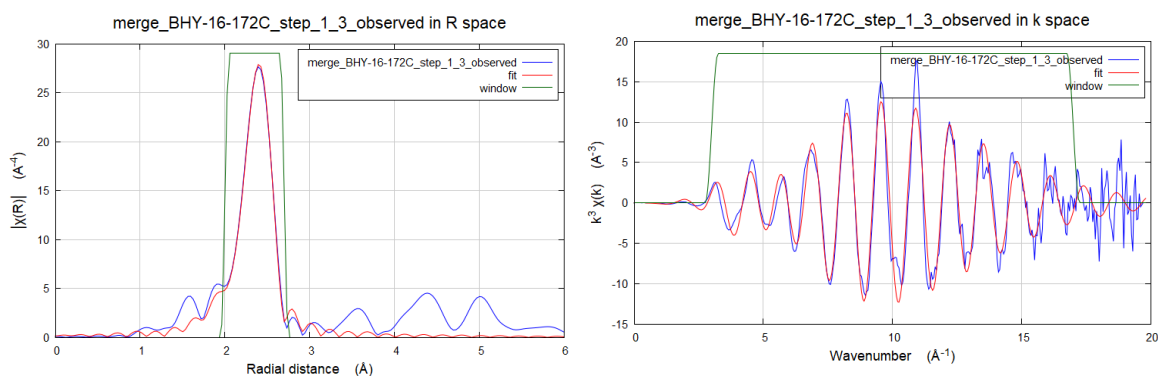 merge_BHY-16-172C_step_1_3_observed in R space
30
25
20
15
10
5
0
|χ(R)| (Å⁻⁴)
merge_BHY-16-172C_step_1_3_observed
fit
window
0 1 2 3 4 5 6
Radial distance (Å)
merge_BHY-16-172C_step_1_3_observed in k space
20
15
10
5
0
-5
-10
-15
k³ χ(k) (Å⁻³)
merge_BHY-16-172C_step_1_3_observed
fit
window
0 5 10 15 20
Wavenumber (Å⁻¹)